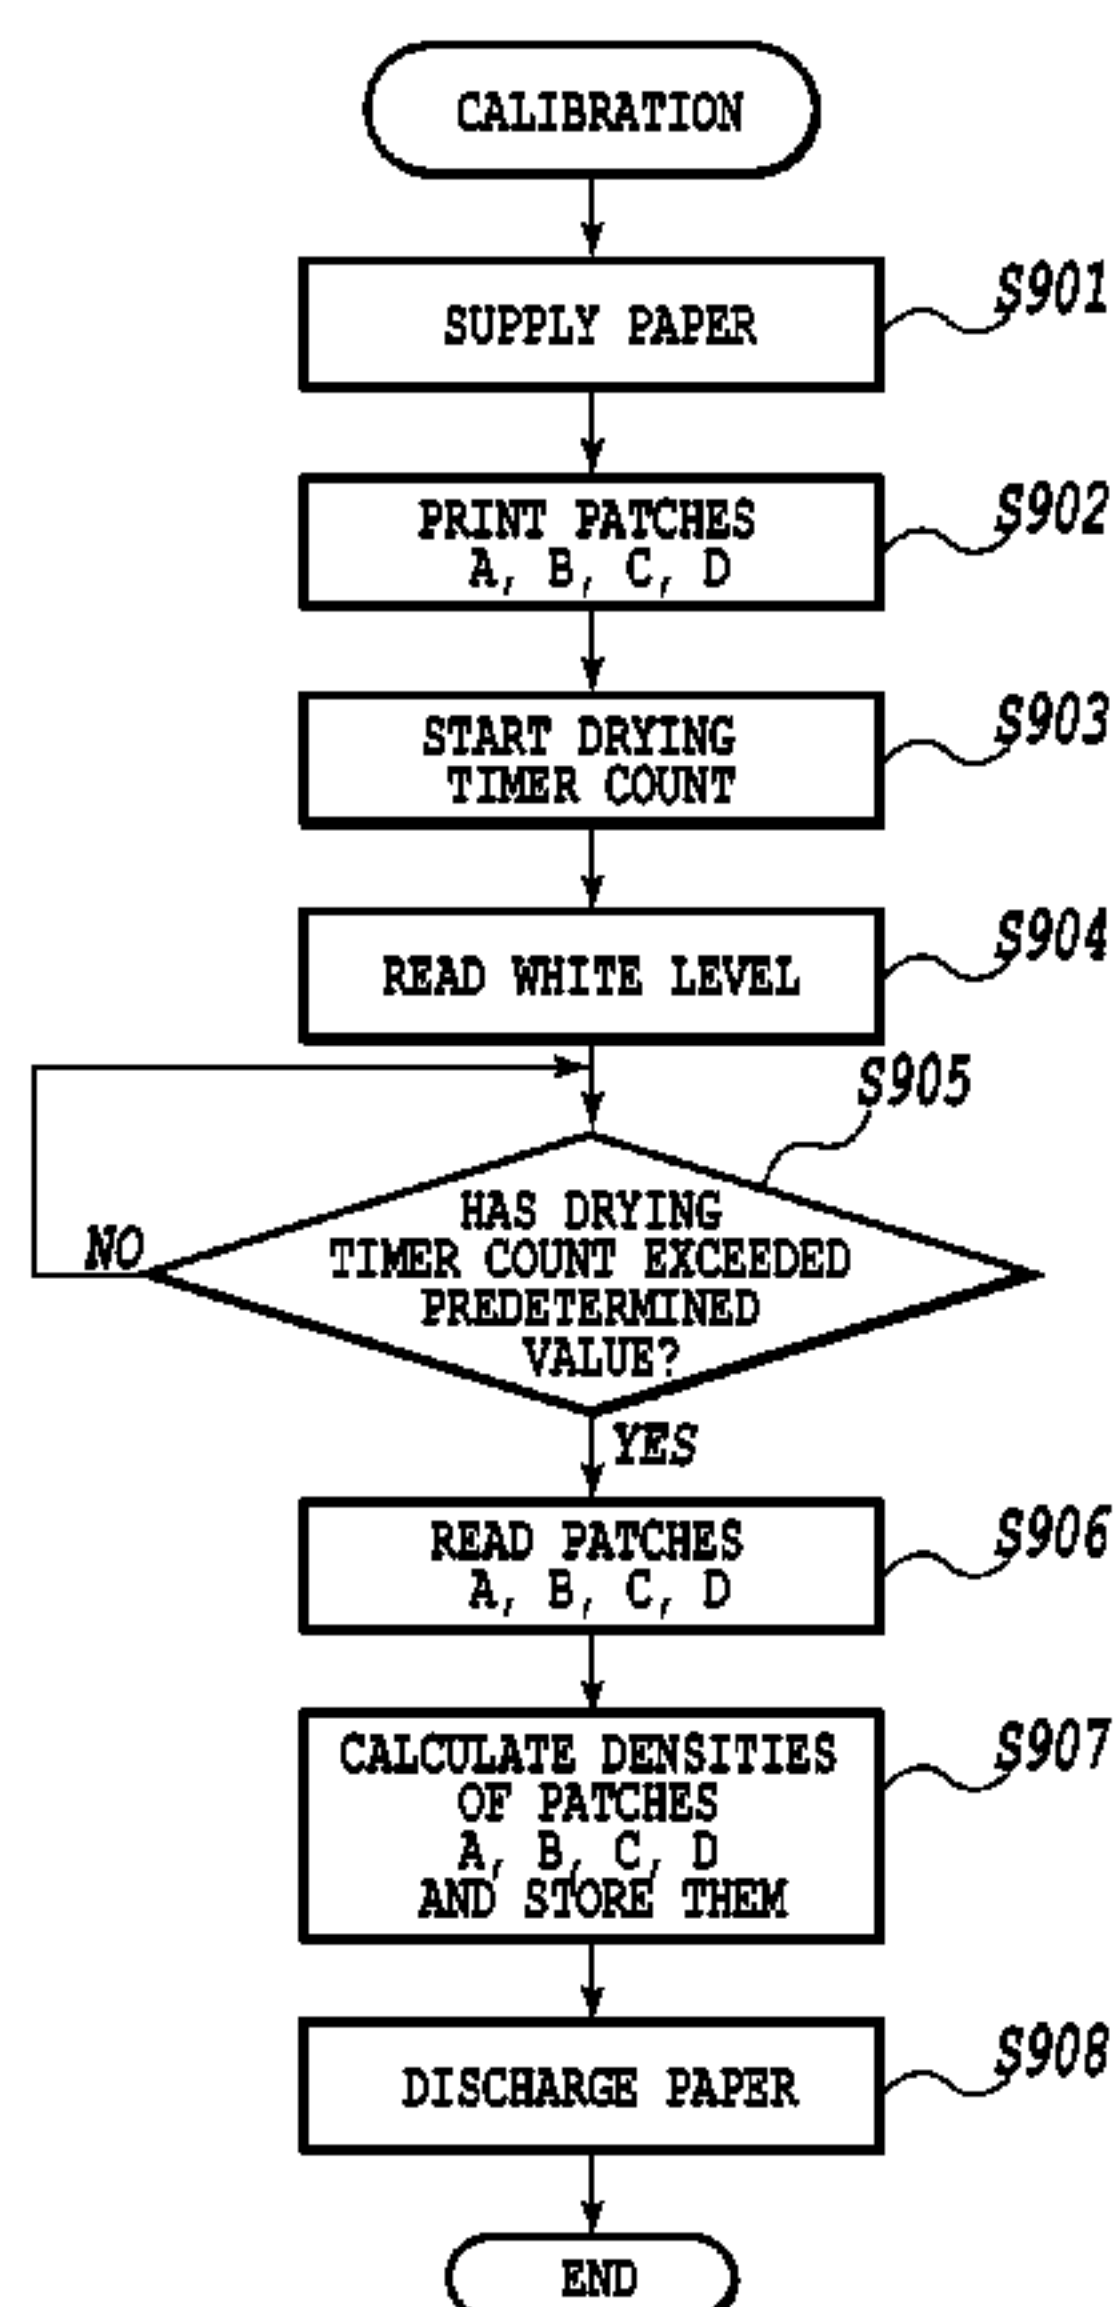 CALIBRATION
S901
SUPPLY PAPER
S902
PRINT PATCHES
A, B, C, D
S903
START DRYING
TIMER COUNT
S904
READ WHITE LEVEL
S905
HAS DRYING
NO
TIMER COUNT EXCEEDED
PREDETERMINED
VALUE?
YES
S906
READ PATCHES
A, B, C, D
S907
CALCULATE DENSITIES
OF PATCHES
A, B, C, D
AND STORE THEM
S908
DISCHARGE PAPER
END